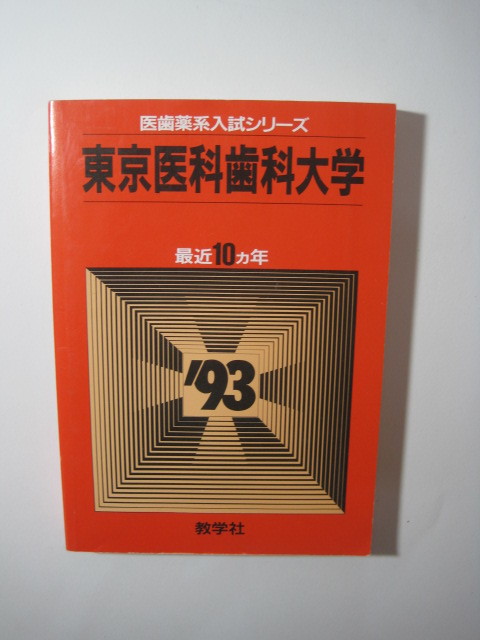 医歯薬系入試シリーズ
東京医科歯科大学
最近10ヵ年
'93
教学社